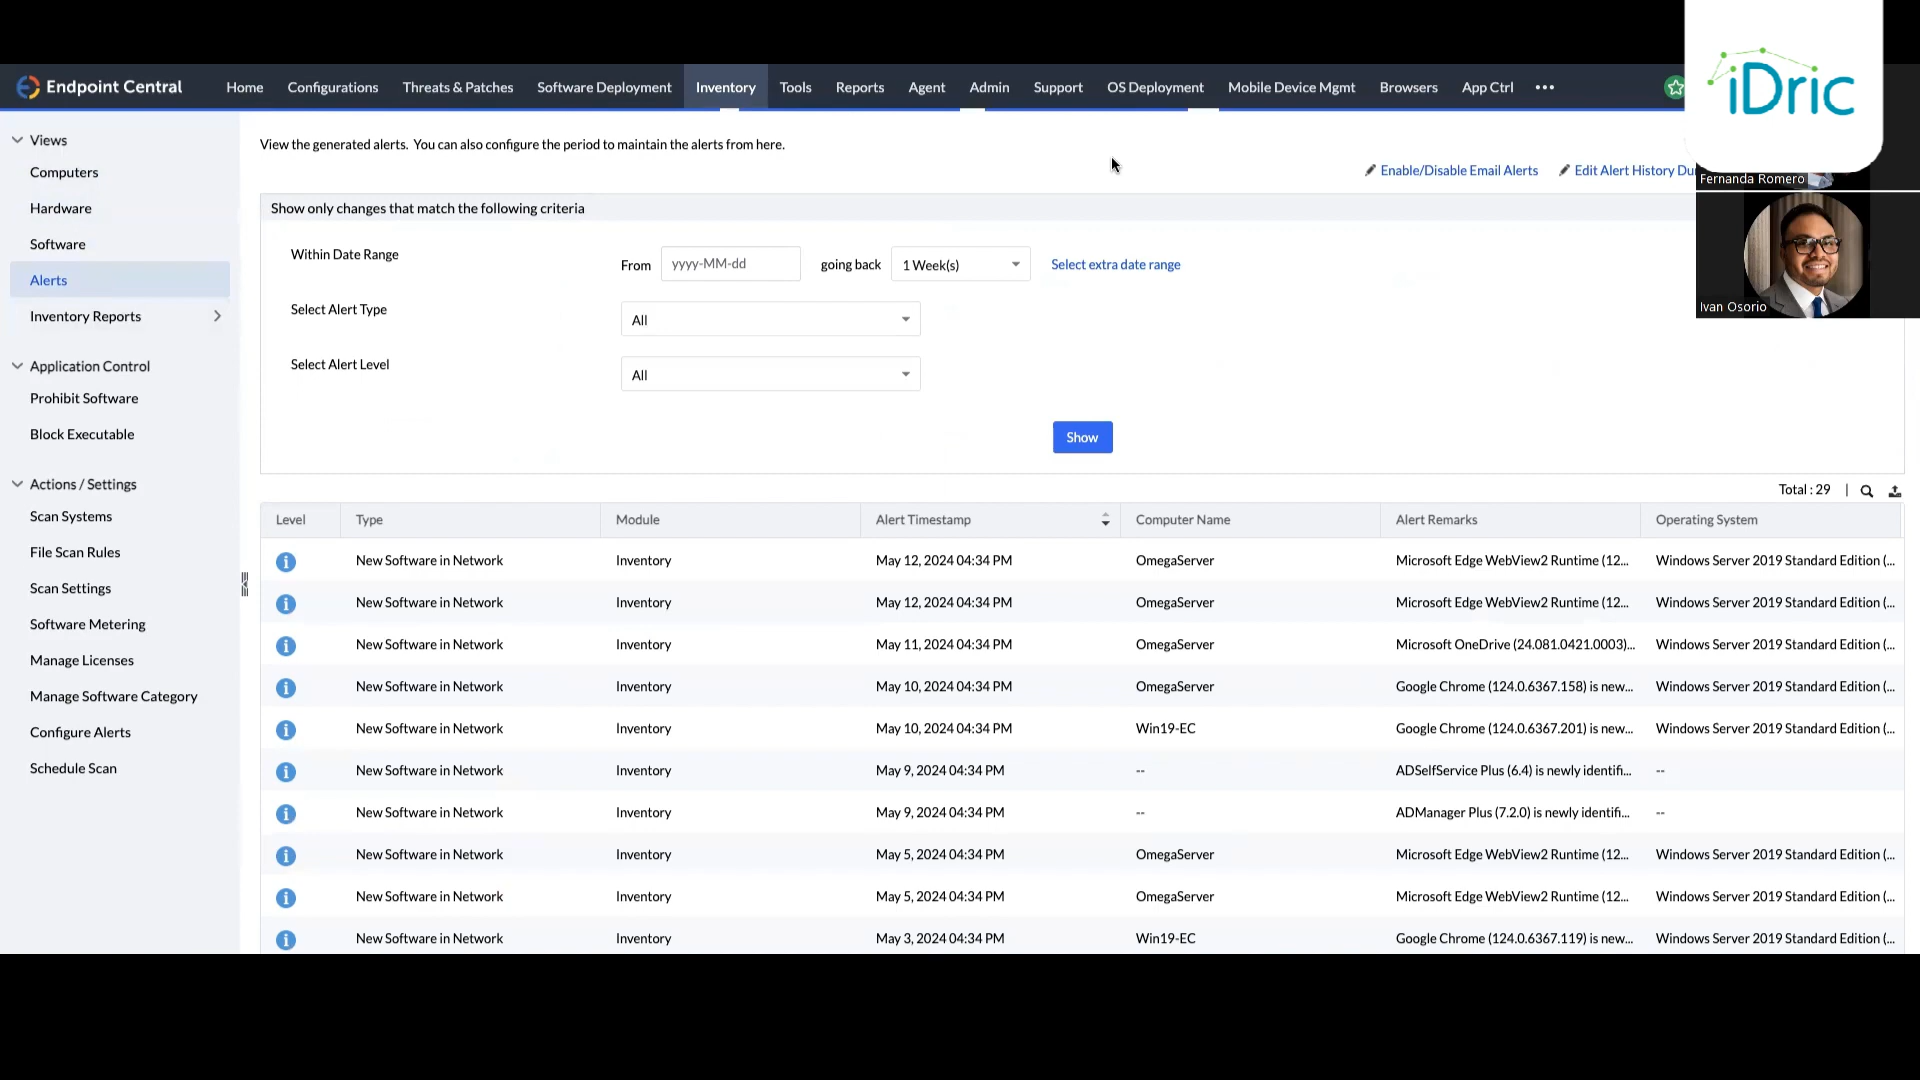 iDric
Endpoint Central
Home Configurations Threats & Patches Software Deployment Inventory Tools Reports Agent Admin Support OS Deployment Mobile Device Mgmt Browsers App Ctrl •••
Views
Computers
Hardware
Software
Alerts
Inventory Reports
Application Control
Prohibit Software
Block Executable
Actions / Settings
Scan Systems
File Scan Rules
Scan Settings
Software Metering
Manage Licenses
Manage Software Category
Configure Alerts
Schedule Scan
View the generated alerts. You can also configure the period to maintain the alerts from here.
Enable/Disable Email Alerts Edit Alert History
Fernanda Romero
Ivan Osorio
Show only changes that match the following criteria
Within Date Range From yyyy-MM-dd going back 1 Week(s) Select extra date range
Select Alert Type All
Select Alert Level All
Show
Total : 29 |
Level Type Module Alert Timestamp Computer Name Alert Remarks Operating System
New Software in Network Inventory May 12, 2024 04:34 PM OmegaServer Microsoft Edge WebView2 Runtime (12... Windows Server 2019 Standard Edition (...
New Software in Network Inventory May 12, 2024 04:34 PM OmegaServer Microsoft Edge WebView2 Runtime (12... Windows Server 2019 Standard Edition (...
New Software in Network Inventory May 11, 2024 04:34 PM OmegaServer Microsoft OneDrive (24.081.0421.0003)... Windows Server 2019 Standard Edition (...
New Software in Network Inventory May 10, 2024 04:34 PM OmegaServer Google Chrome (124.0.6367.158) is new... Windows Server 2019 Standard Edition (...
New Software in Network Inventory May 10, 2024 04:34 PM Win19-EC Google Chrome (124.0.6367.201) is new... Windows Server 2019 Standard Edition (...
New Software in Network Inventory May 9, 2024 04:34 PM -- ADSelfService Plus (6.4) is newly identifi... --
New Software in Network Inventory May 9, 2024 04:34 PM -- ADManager Plus (7.2.0) is newly identifi... --
New Software in Network Inventory May 5, 2024 04:34 PM OmegaServer Microsoft Edge WebView2 Runtime (12... Windows Server 2019 Standard Edition (...
New Software in Network Inventory May 5, 2024 04:34 PM OmegaServer Microsoft Edge WebView2 Runtime (12... Windows Server 2019 Standard Edition (...
New Software in Network Inventory May 3, 2024 04:34 PM Win19-EC Google Chrome (124.0.6367.119) is new... Windows Server 2019 Standard Edition (...